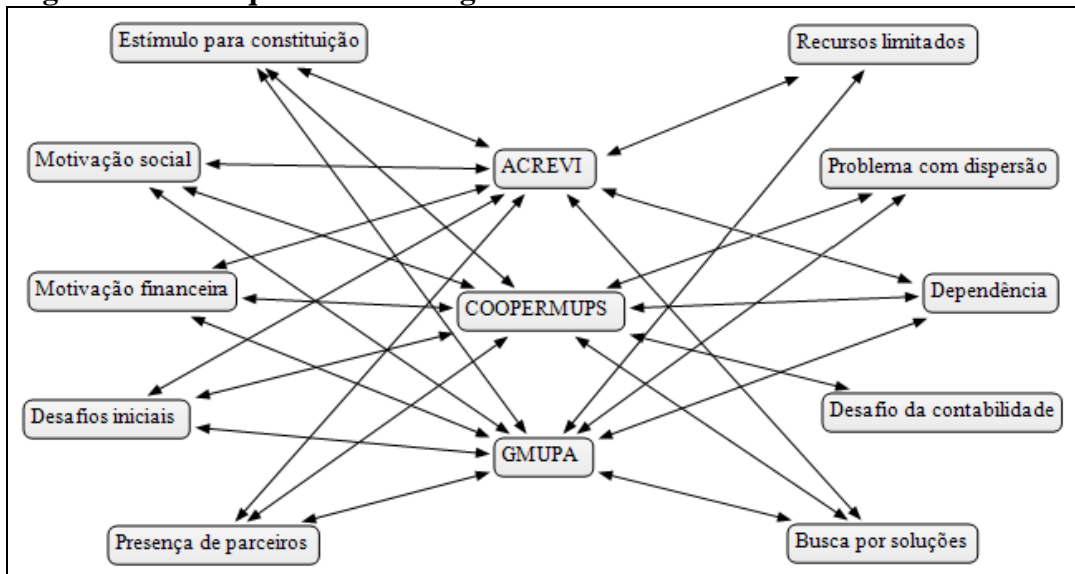 Estímulo para constituição
Recursos limitados
Motivação social
ACREVI
Problema com dispersão
Motivação financeira
COOPERMUPS
Dependência
Desafios iniciais
Desafio da contabilidade
GMUPA
Presença de parceiros
Busca por soluções